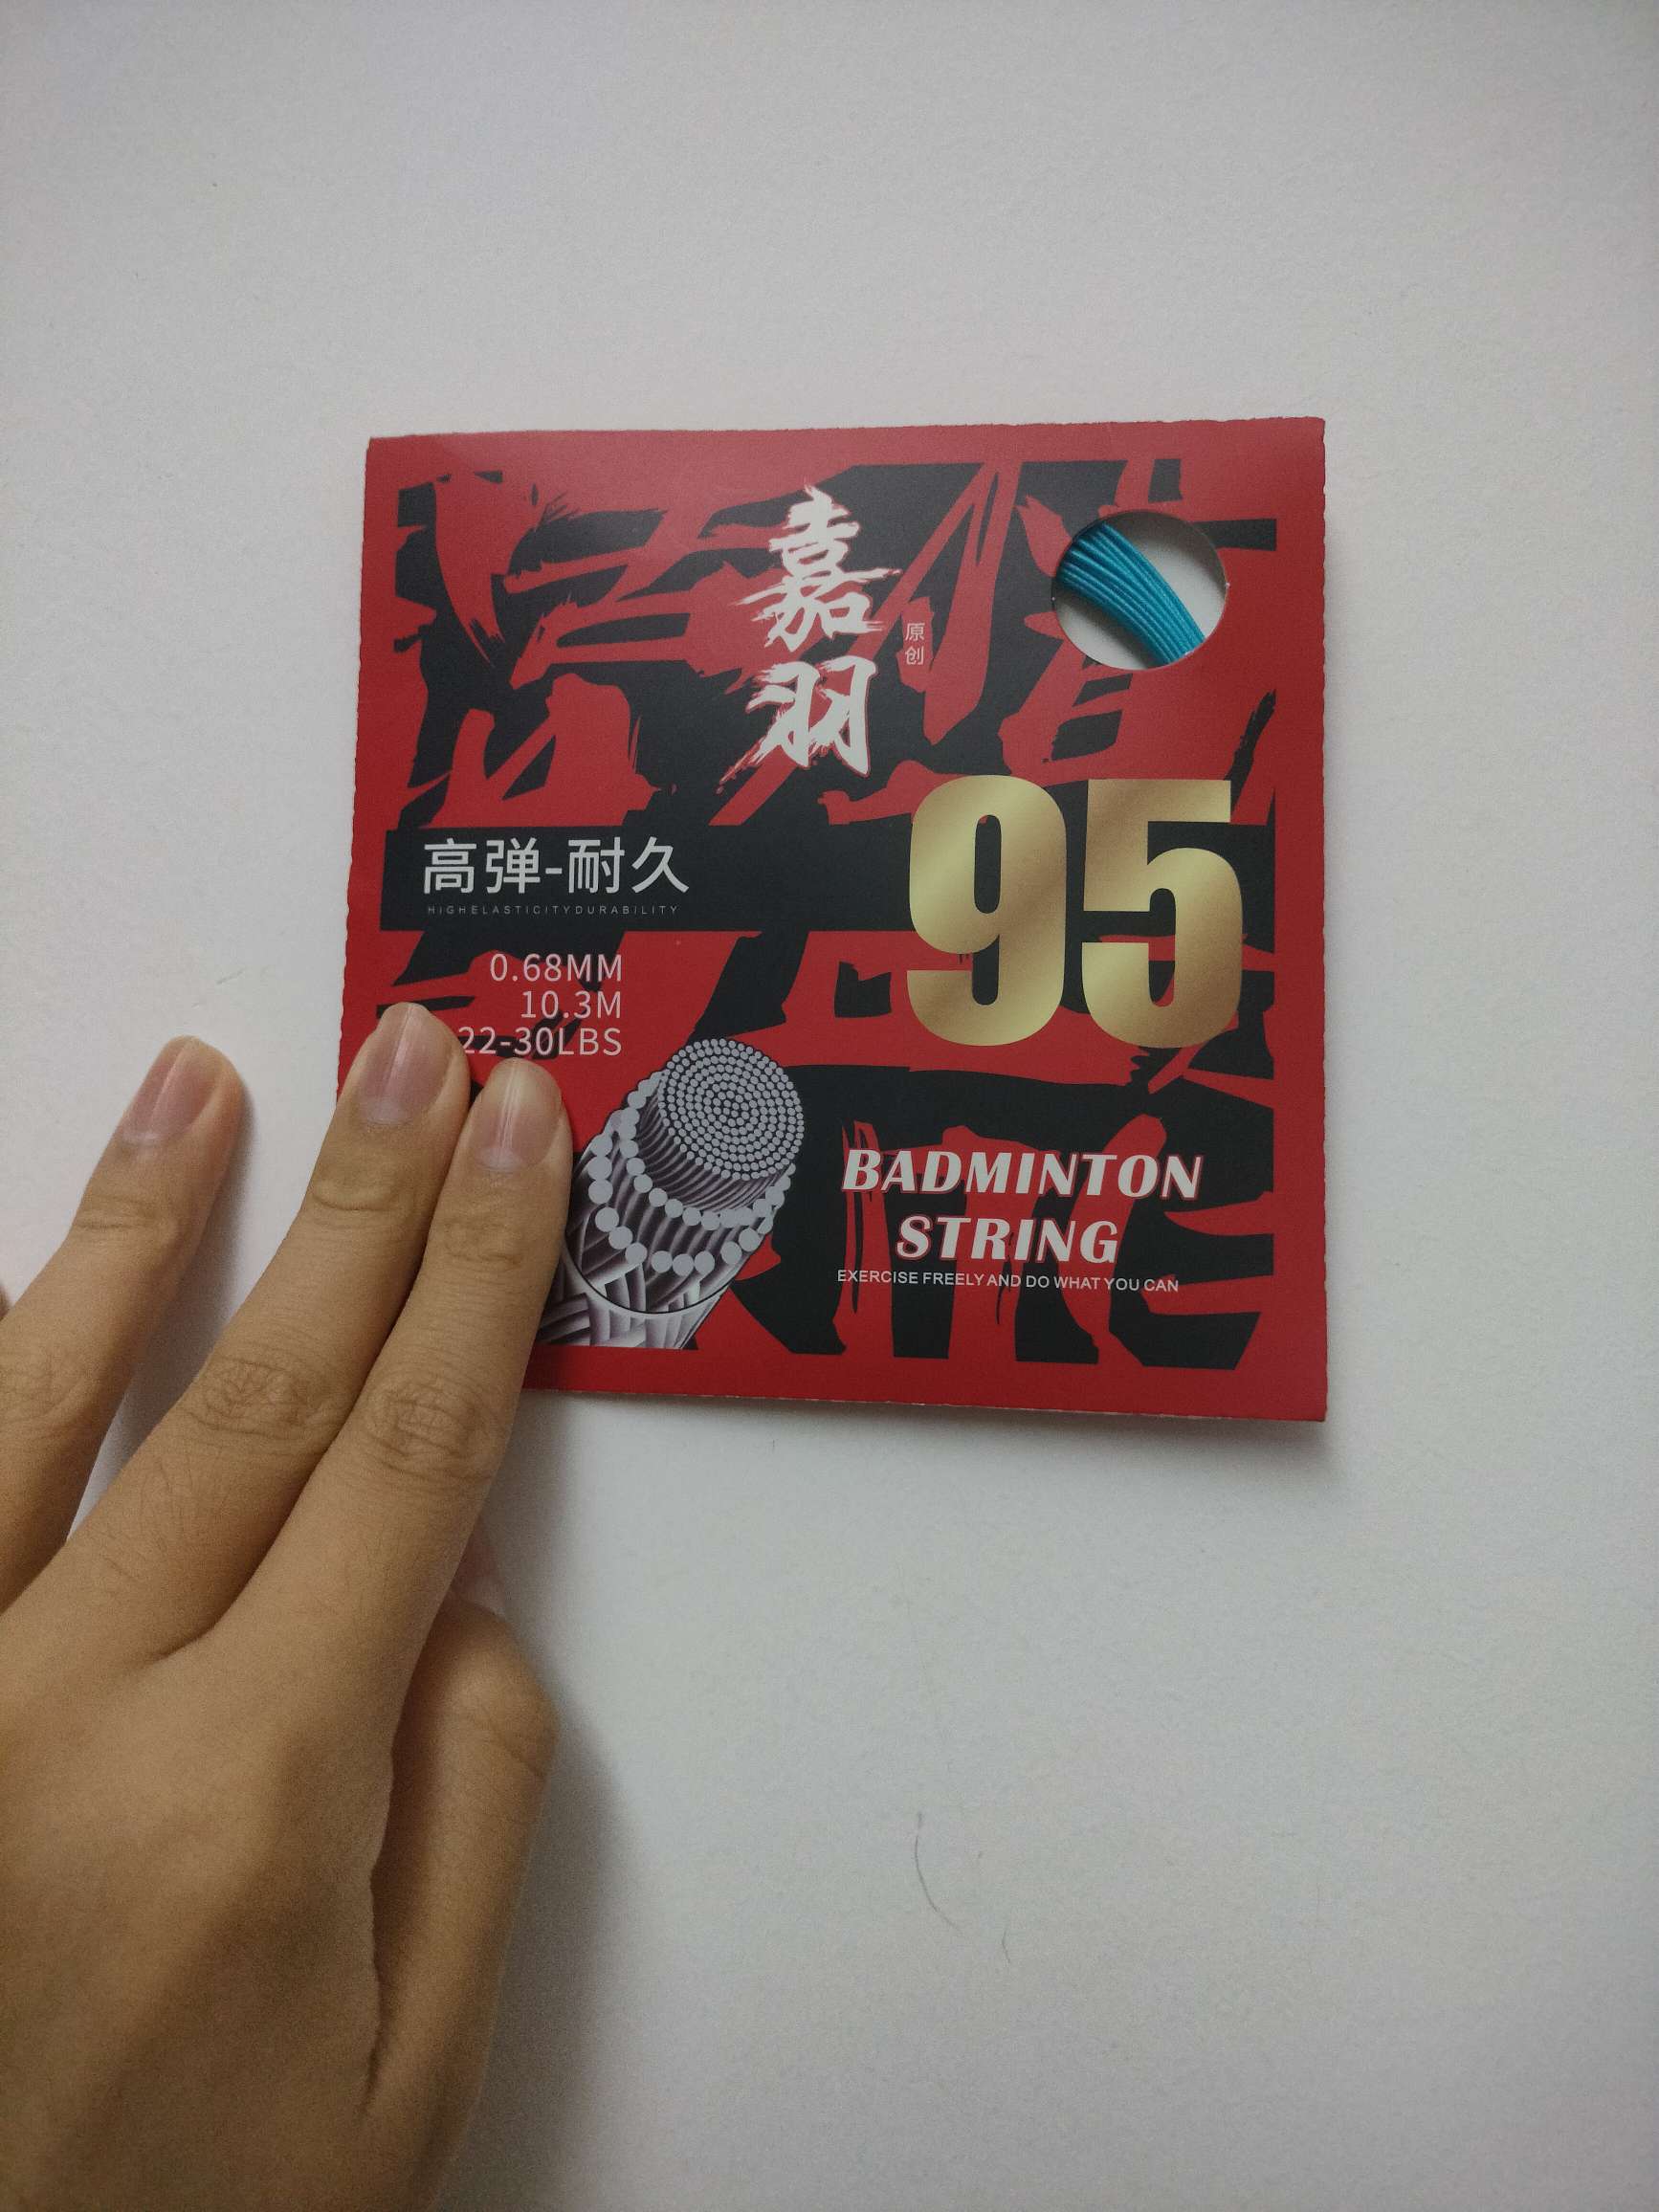 嘉羽
原创
95
高弹-耐久
HIGHELASTICITYDURABILITY
0.68MM
10.3M
22-30LBS
BADMINTON
STRING
EXERCISE FREELY AND DO WHAT YOU CAN